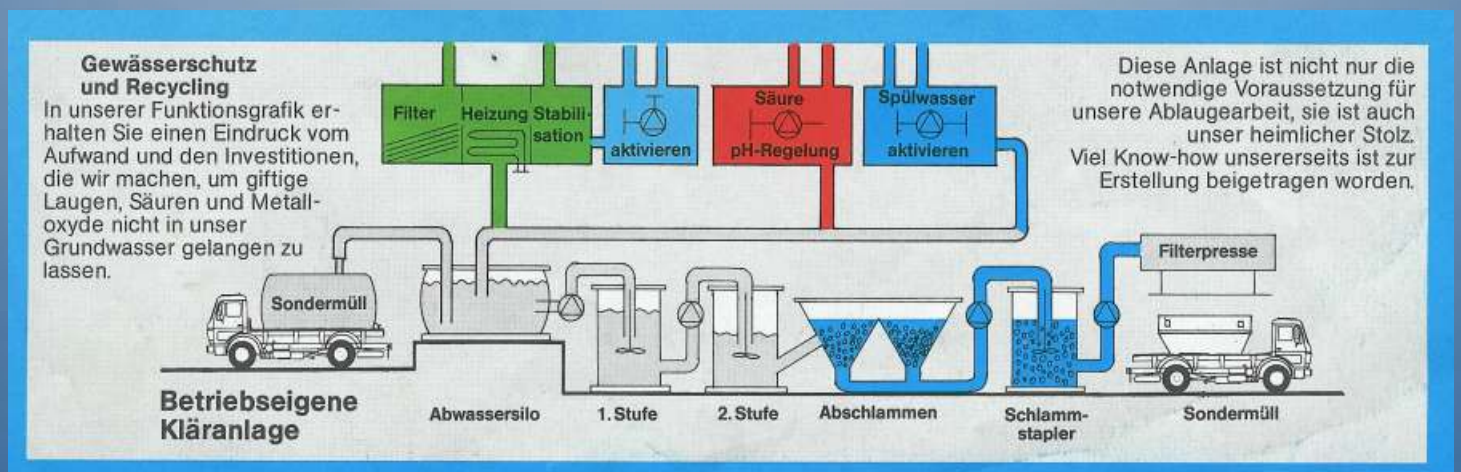 Gewässerschutz
und Recycling
In unserer Funktionsgrafik er-
halten Sie einen Eindruck vom
Aufwand und den Investitionen,
die wir machen, um giftige
Laugen, Säuren und Metall-
oxyde nicht in unser
Grundwasser gelangen zu
lassen.
Filter
Heizung
Stabili-
sation
aktivieren
Säure
pH-Regelung
Spülwasser
aktivieren
Diese Anlage ist nicht nur die
notwendige Voraussetzung für
unsere Ablaugearbeit, sie ist auch
unser heimlicher Stolz.
Viel Know-how unsererseits ist zur
Erstellung beigetragen worden.
Sondermüll
Filterpresse
Betriebseigene
Kläranlage
Abwassersilo
1. Stufe
2. Stufe
Abschlammen
Schlamm-
stapler
Sondermüll